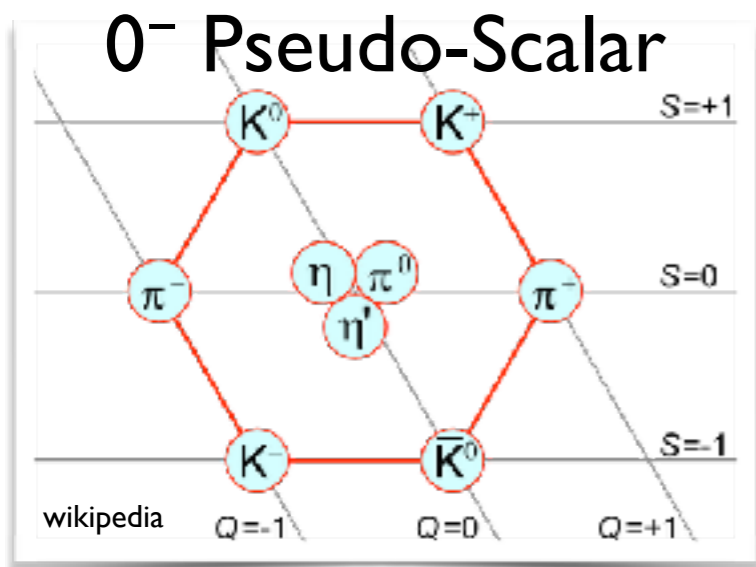 0⁻ Pseudo-Scalar
K⁰ K⁺ S=+1
η π⁰ S=0
π⁻ π⁺
η'
K⁻ K̅⁰ S=-1
wikipedia Q=-1 Q=0 Q=+1